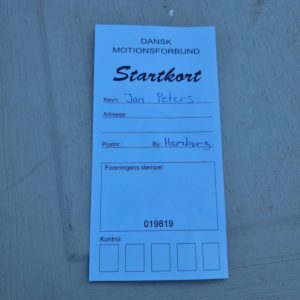 DANSK
MOTIONSFORBUND
Startkort
Navn: Jan Peters
Adresse:
Postnr.: By: Hamburg
Foreningens stempel:
019819
Kontrol: